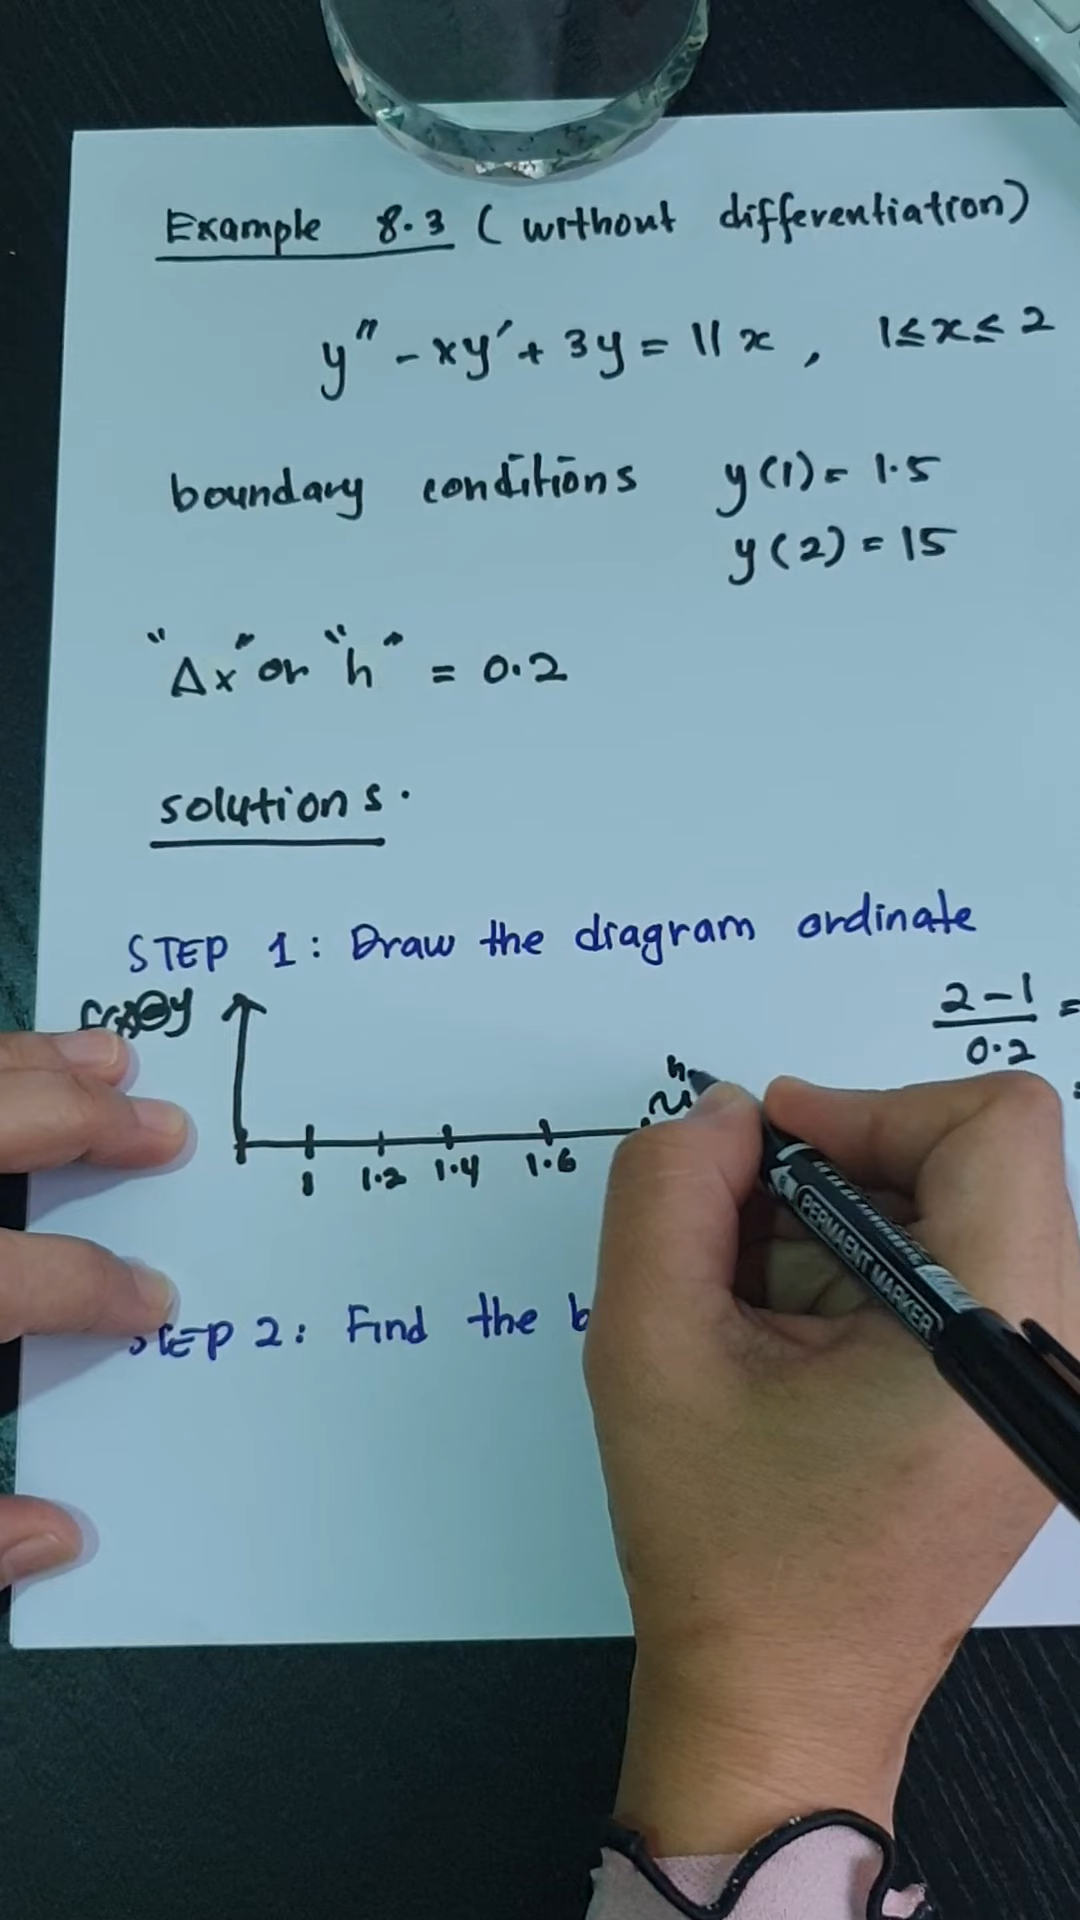 Example 8.3 ( without differentiation)
y" - xy' + 3y = 11x , 1≤x≤ 2
boundary conditions y(1) = 1.5
y(2) = 15
"Δx" or "h" = 0.2
solutions.
STEP 1: Draw the diagram ordinate
y
2-1 =
0.2
h
1 1.2 1.4 1.6
STEP 2: Find the b
PERMAENT MARKER